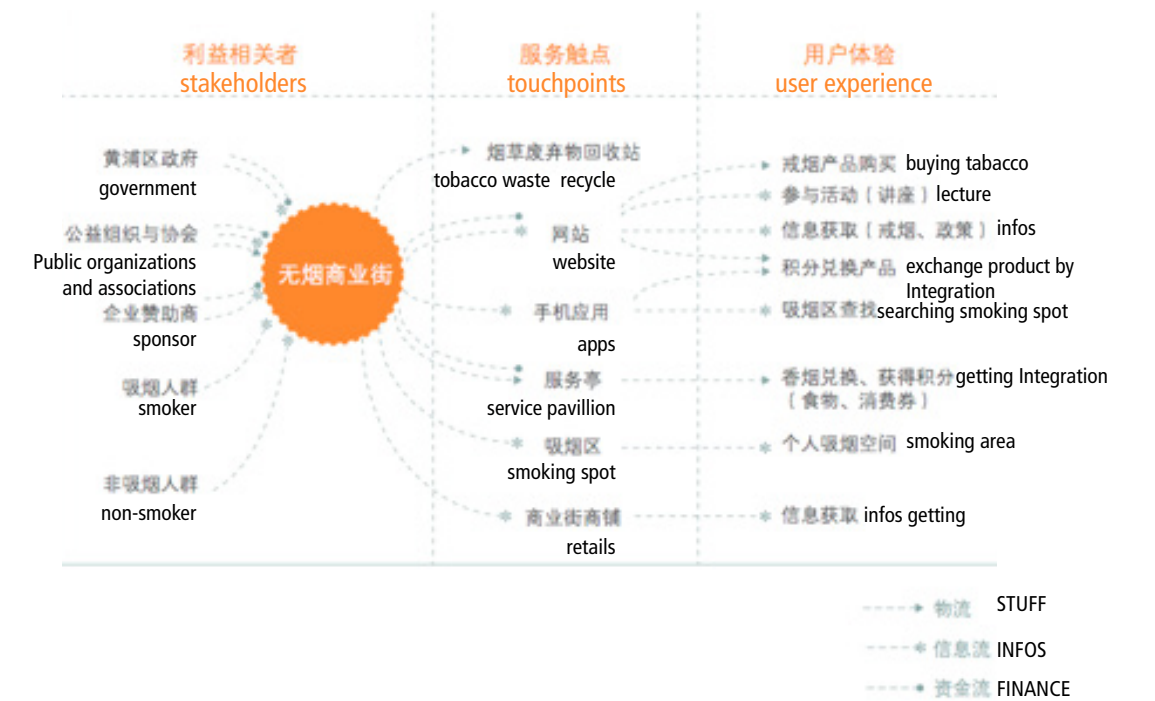 利益相关者
stakeholders
服务触点
touchpoints
用户体验
user experience
黄浦区政府
government
公益组织与协会
Public organizations
and associations
企业赞助商
sponsor
吸烟人群
smoker
非吸烟人群
non-smoker
无烟商业街
烟草废弃物回收站
tobacco waste recycle
网站
website
手机应用
apps
服务亭
service pavillion
吸烟区
smoking spot
商业街商铺
retails
戒烟产品购买 buying tabacco
参与活动（讲座）lecture
信息获取（戒烟、政策）infos
积分兑换产品 exchange product by
Integration
吸烟区查找searching smoking spot
香烟兑换、获得积分getting Integration
（食物、消费券）
个人吸烟空间 smoking area
信息获取 infos getting
物流 STUFF
信息流 INFOS
资金流 FINANCE